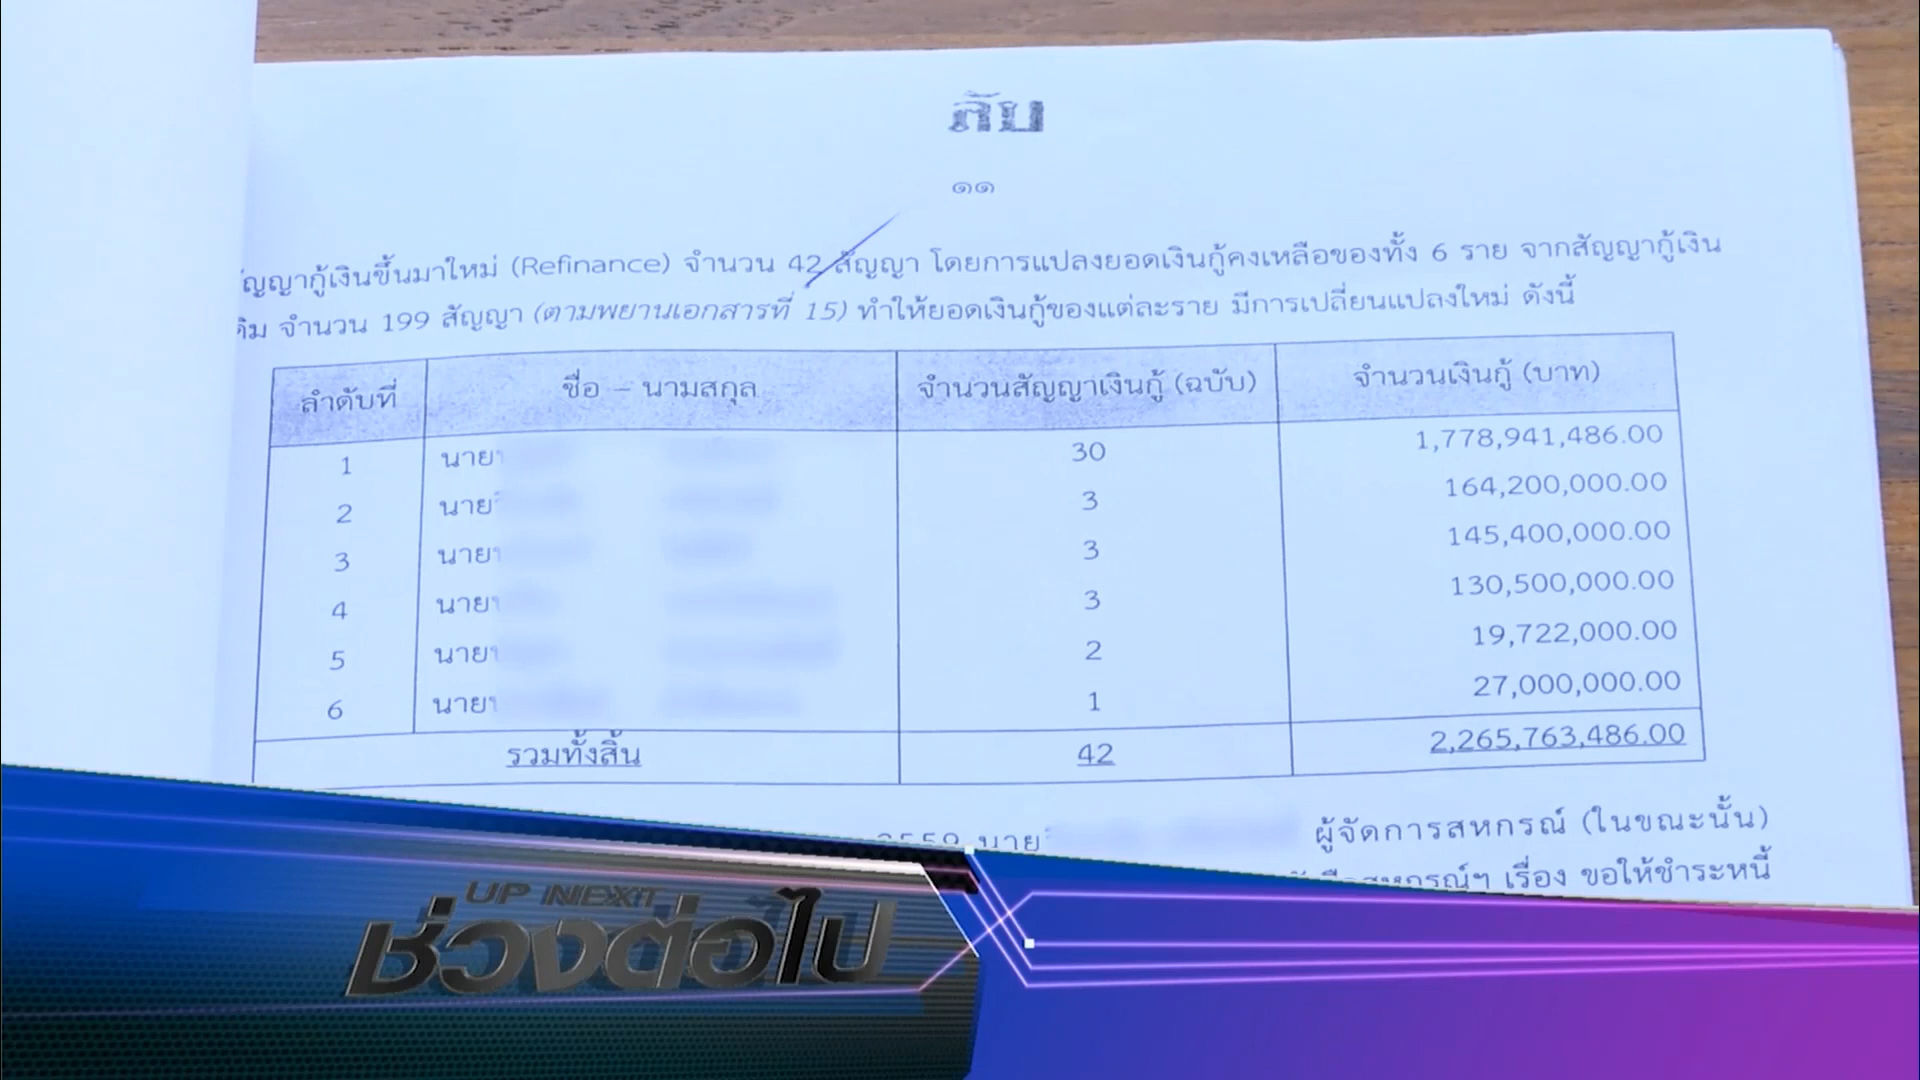 ลับ
๑๑
ัญญากู้เงินขึ้นมาใหม่ (Refinance) จำนวน 42 สัญญา โดยการแปลงยอดเงินกู้คงเหลือของทั้ง 6 ราย จากสัญญากู้เงิน
ดิม จำนวน 199 สัญญา (ตามพยานเอกสารที่ 15) ทำให้ยอดเงินกู้ของแต่ละราย มีการเปลี่ยนแปลงใหม่ ดังนี้
ลำดับที่ ชื่อ – นามสกุล จำนวนสัญญาเงินกู้ (ฉบับ) จำนวนเงินกู้ (บาท)
1 นาย 30 1,778,941,486.00
2 นาย 3 164,200,000.00
3 นาย 3 145,400,000.00
4 นาย 3 130,500,000.00
5 นาย 2 19,722,000.00
6 นาย 1 27,000,000.00
รวมทั้งสิ้น 42 2,265,763,486.00
2559 นาย ผู้จัดการสหกรณ์ (ในขณะนั้น)
สหกรณ์ฯ เรื่อง ขอให้ชำระหนี้
UP NEXT
ช่วงต่อไป